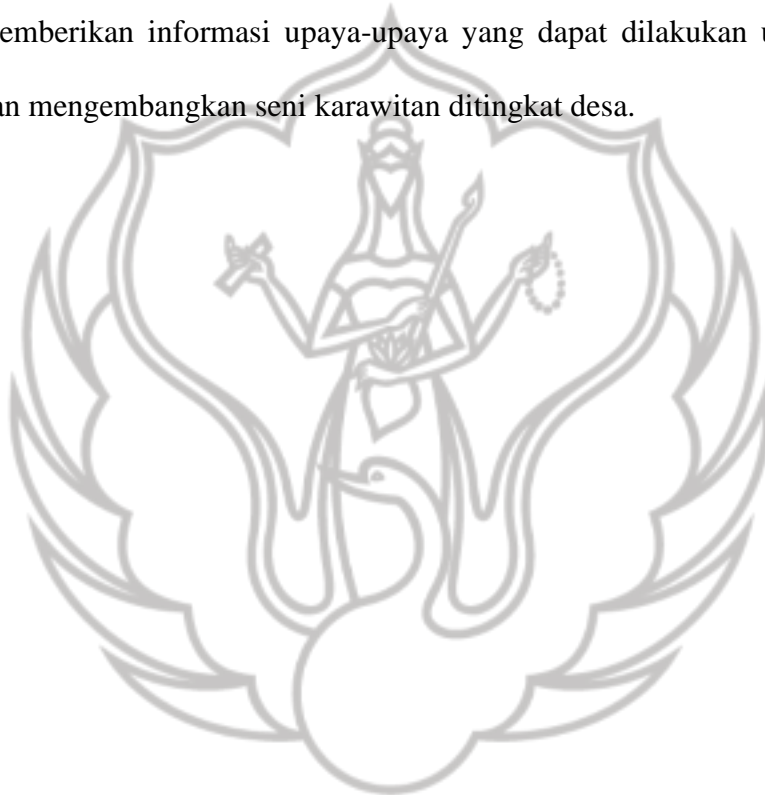 emberikan informasi upaya-upaya yang dapat dilakukan u
an mengembangkan seni karawitan ditingkat desa.